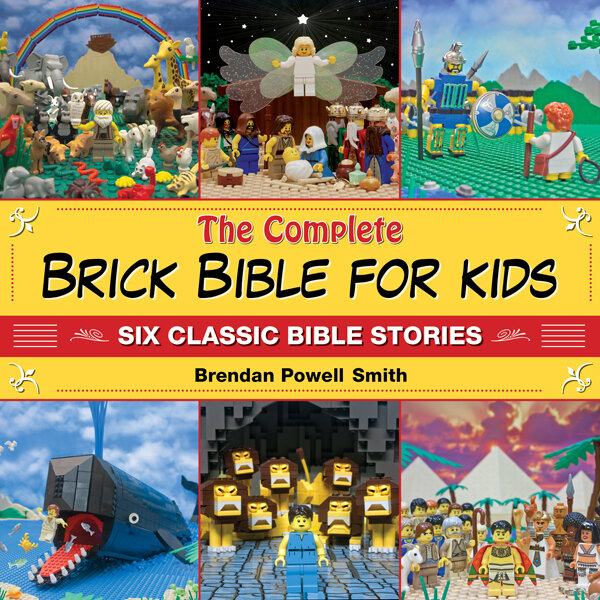 The Complete
BRICK BIBLE FOR KIDS
SIX CLASSIC BIBLE STORIES
Brendan Powell Smith